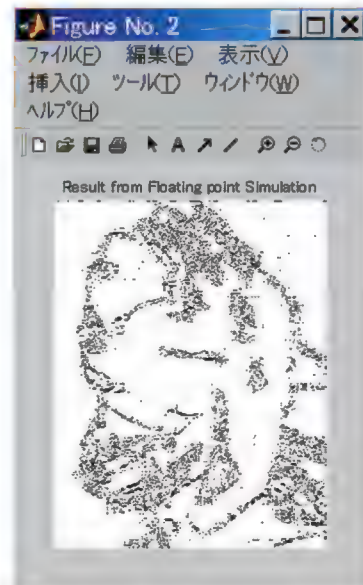 Figure No. 2
ファイル(F) 編集(E) 表示(V)
挿入(I) ツール(T) ウィンドウ(W)
ヘルプ(H)
Result from Floating point Simulation